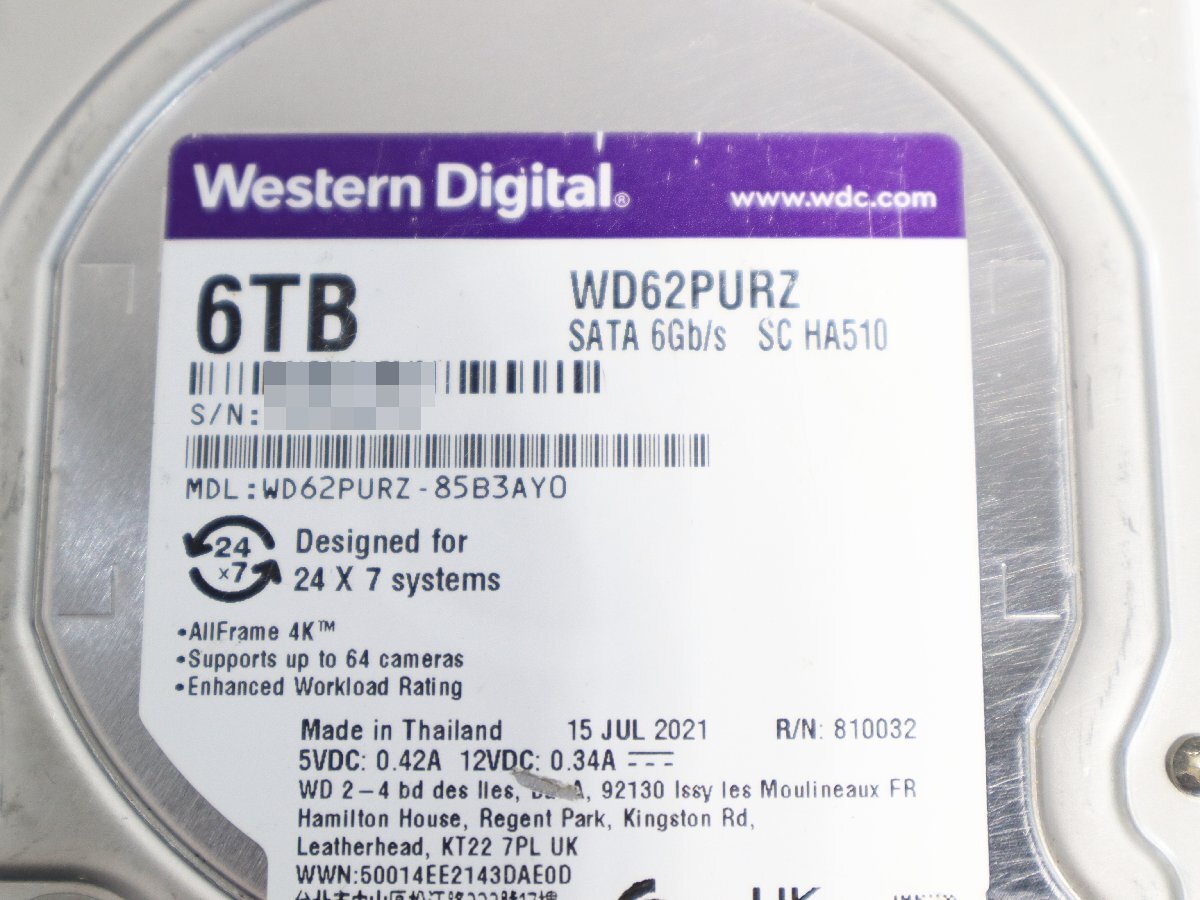 Western Digital® www.wdc.com
6TB WD62PURZ
SATA 6Gb/s SC HA510
S/N:
MDL:WD62PURZ-85B3AY0
24
x7
Designed for
24 X 7 systems
•AllFrame 4K™
•Supports up to 64 cameras
•Enhanced Workload Rating
Made in Thailand 15 JUL 2021 R/N: 810032
5VDC: 0.42A 12VDC: 0.34A
WD 2-4 bd des Iles, 92130 Issy les Moulineaux FR
Hamilton House, Regent Park, Kingston Rd,
Leatherhead, KT22 7PL UK
WWN:50014EE2143DAE0D
UK